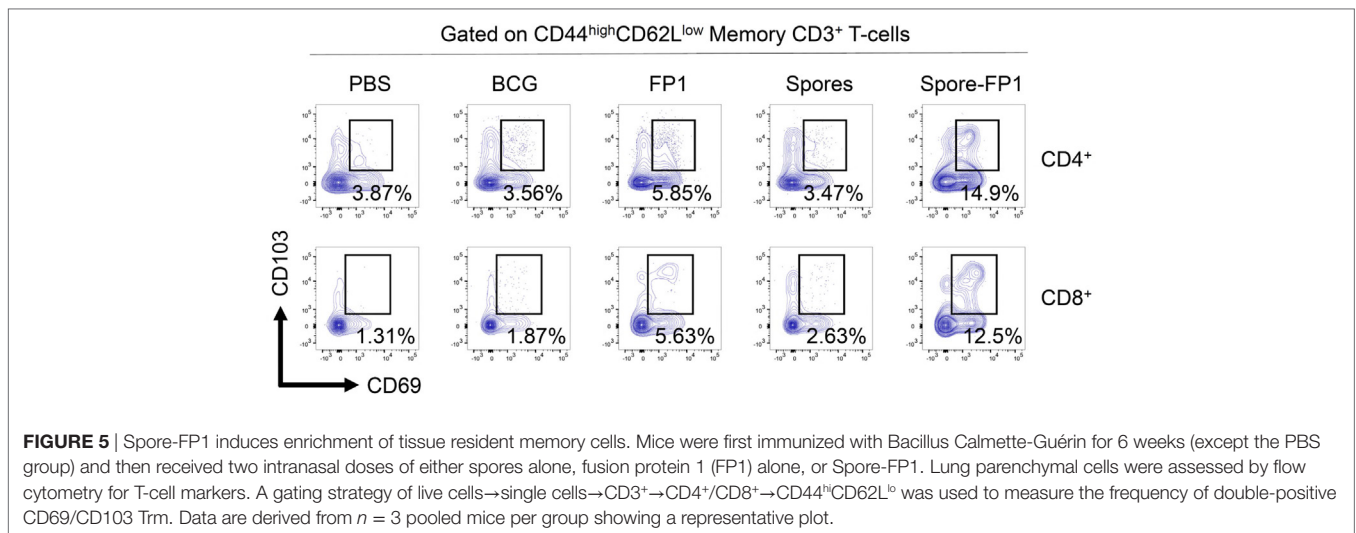 Gated on CD44highCD62Llow Memory CD3+ T-cells
PBS BCG FP1 Spores Spore-FP1
CD4+
3.87% 3.56% 5.85% 3.47% 14.9%
CD8+
1.31% 1.87% 5.63% 2.63% 12.5%
CD103
CD69
FIGURE 5 | Spore-FP1 induces enrichment of tissue resident memory cells. Mice were first immunized with Bacillus Calmette-Guérin for 6 weeks (except the PBS
group) and then received two intranasal doses of either spores alone, fusion protein 1 (FP1) alone, or Spore-FP1. Lung parenchymal cells were assessed by flow
cytometry for T-cell markers. A gating strategy of live cells→single cells→CD3+→CD4+/CD8+→CD44hiCD62Llo was used to measure the frequency of double-positive
CD69/CD103 Trm. Data are derived from n = 3 pooled mice per group showing a representative plot.